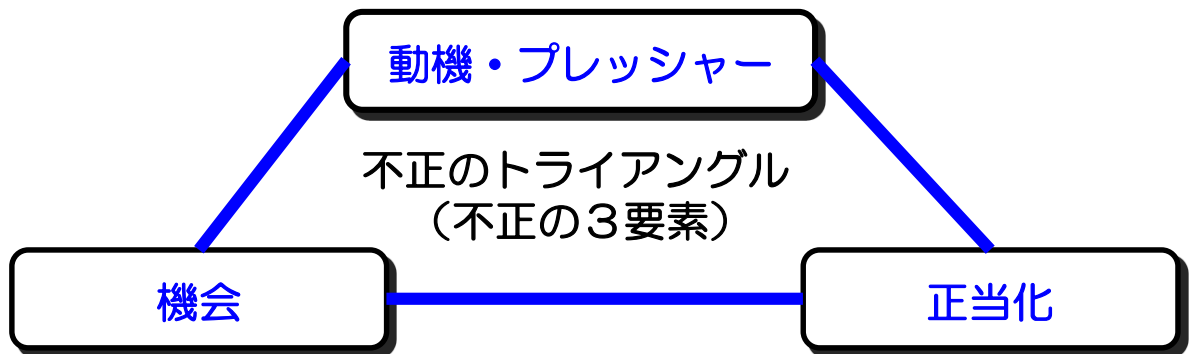 動機・プレッシャー
不正のトライアングル
（不正の３要素）
機会
正当化